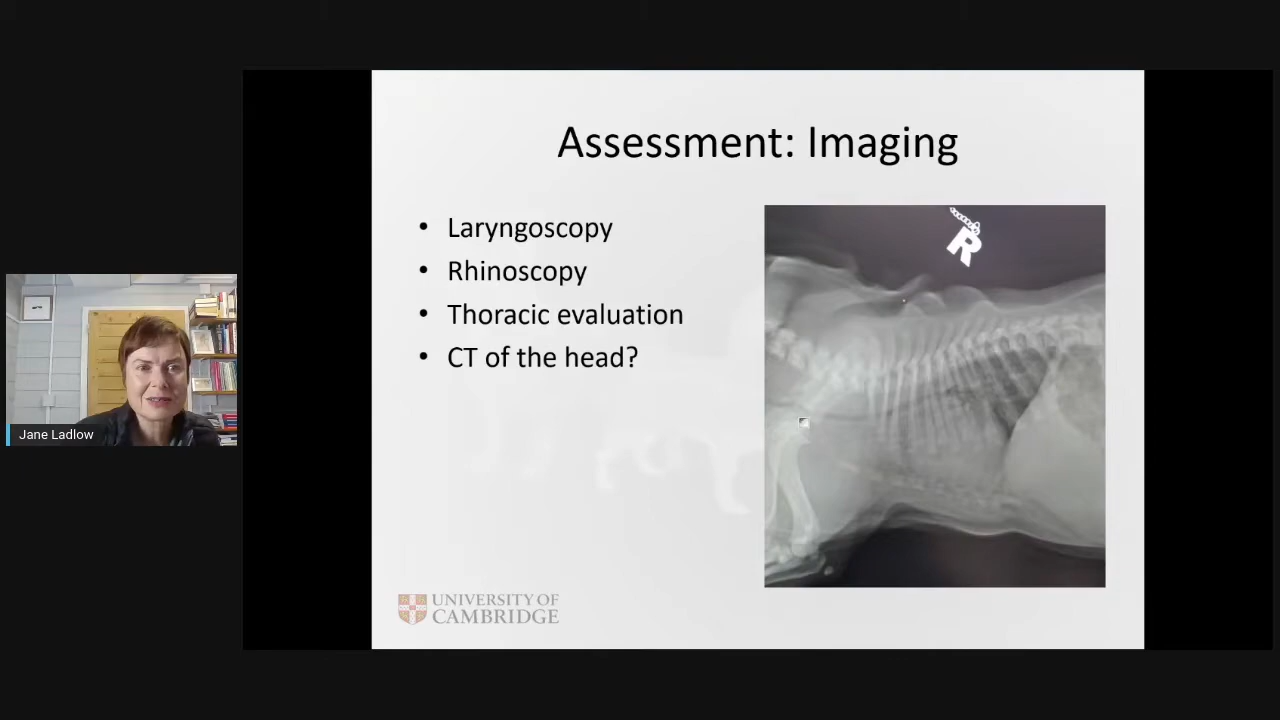 Assessment: Imaging
• Laryngoscopy
• Rhinoscopy
• Thoracic evaluation
• CT of the head?
R
Jane Ladlow
UNIVERSITY OF
CAMBRIDGE